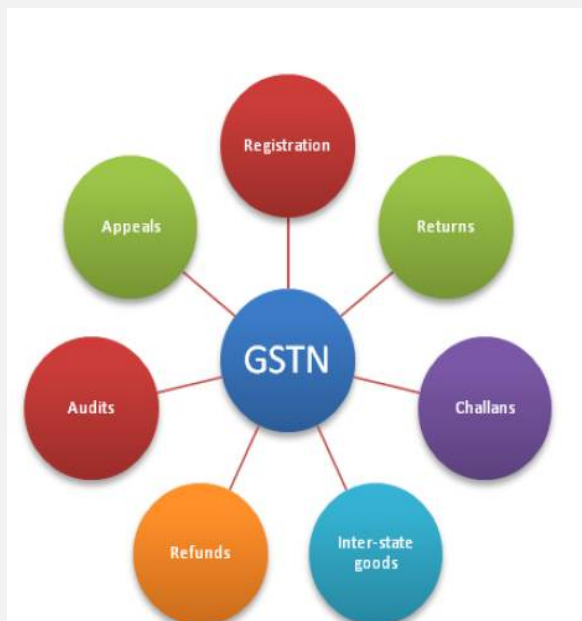 Registration
Appeals
Returns
GSTN
Audits
Challans
Refunds
Inter-state
goods